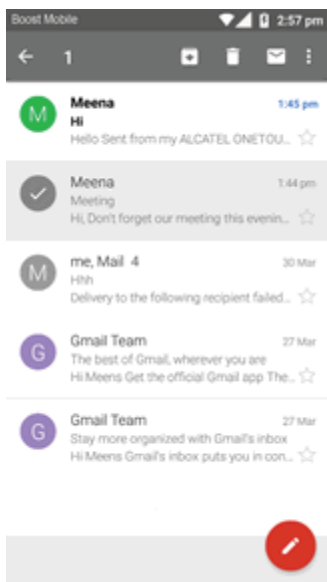 Boost Mobile 2:57 pm
1
M Meena 1:45 pm
Hi
Hello Sent from my ALCATEL ONETOU...
Meena 1:44 pm
Meeting
Hi, Don't forget our meeting this evenin...
M me, Mail 4 30 Mar
Hhh
Delivery to the following recipient failed...
G Gmail Team 27 Mar
The best of Gmail, wherever you are
Hi Meens Get the official Gmail app The...
G Gmail Team 27 Mar
Stay more organized with Gmail's inbox
Hi Meens Gmail's inbox puts you in con...